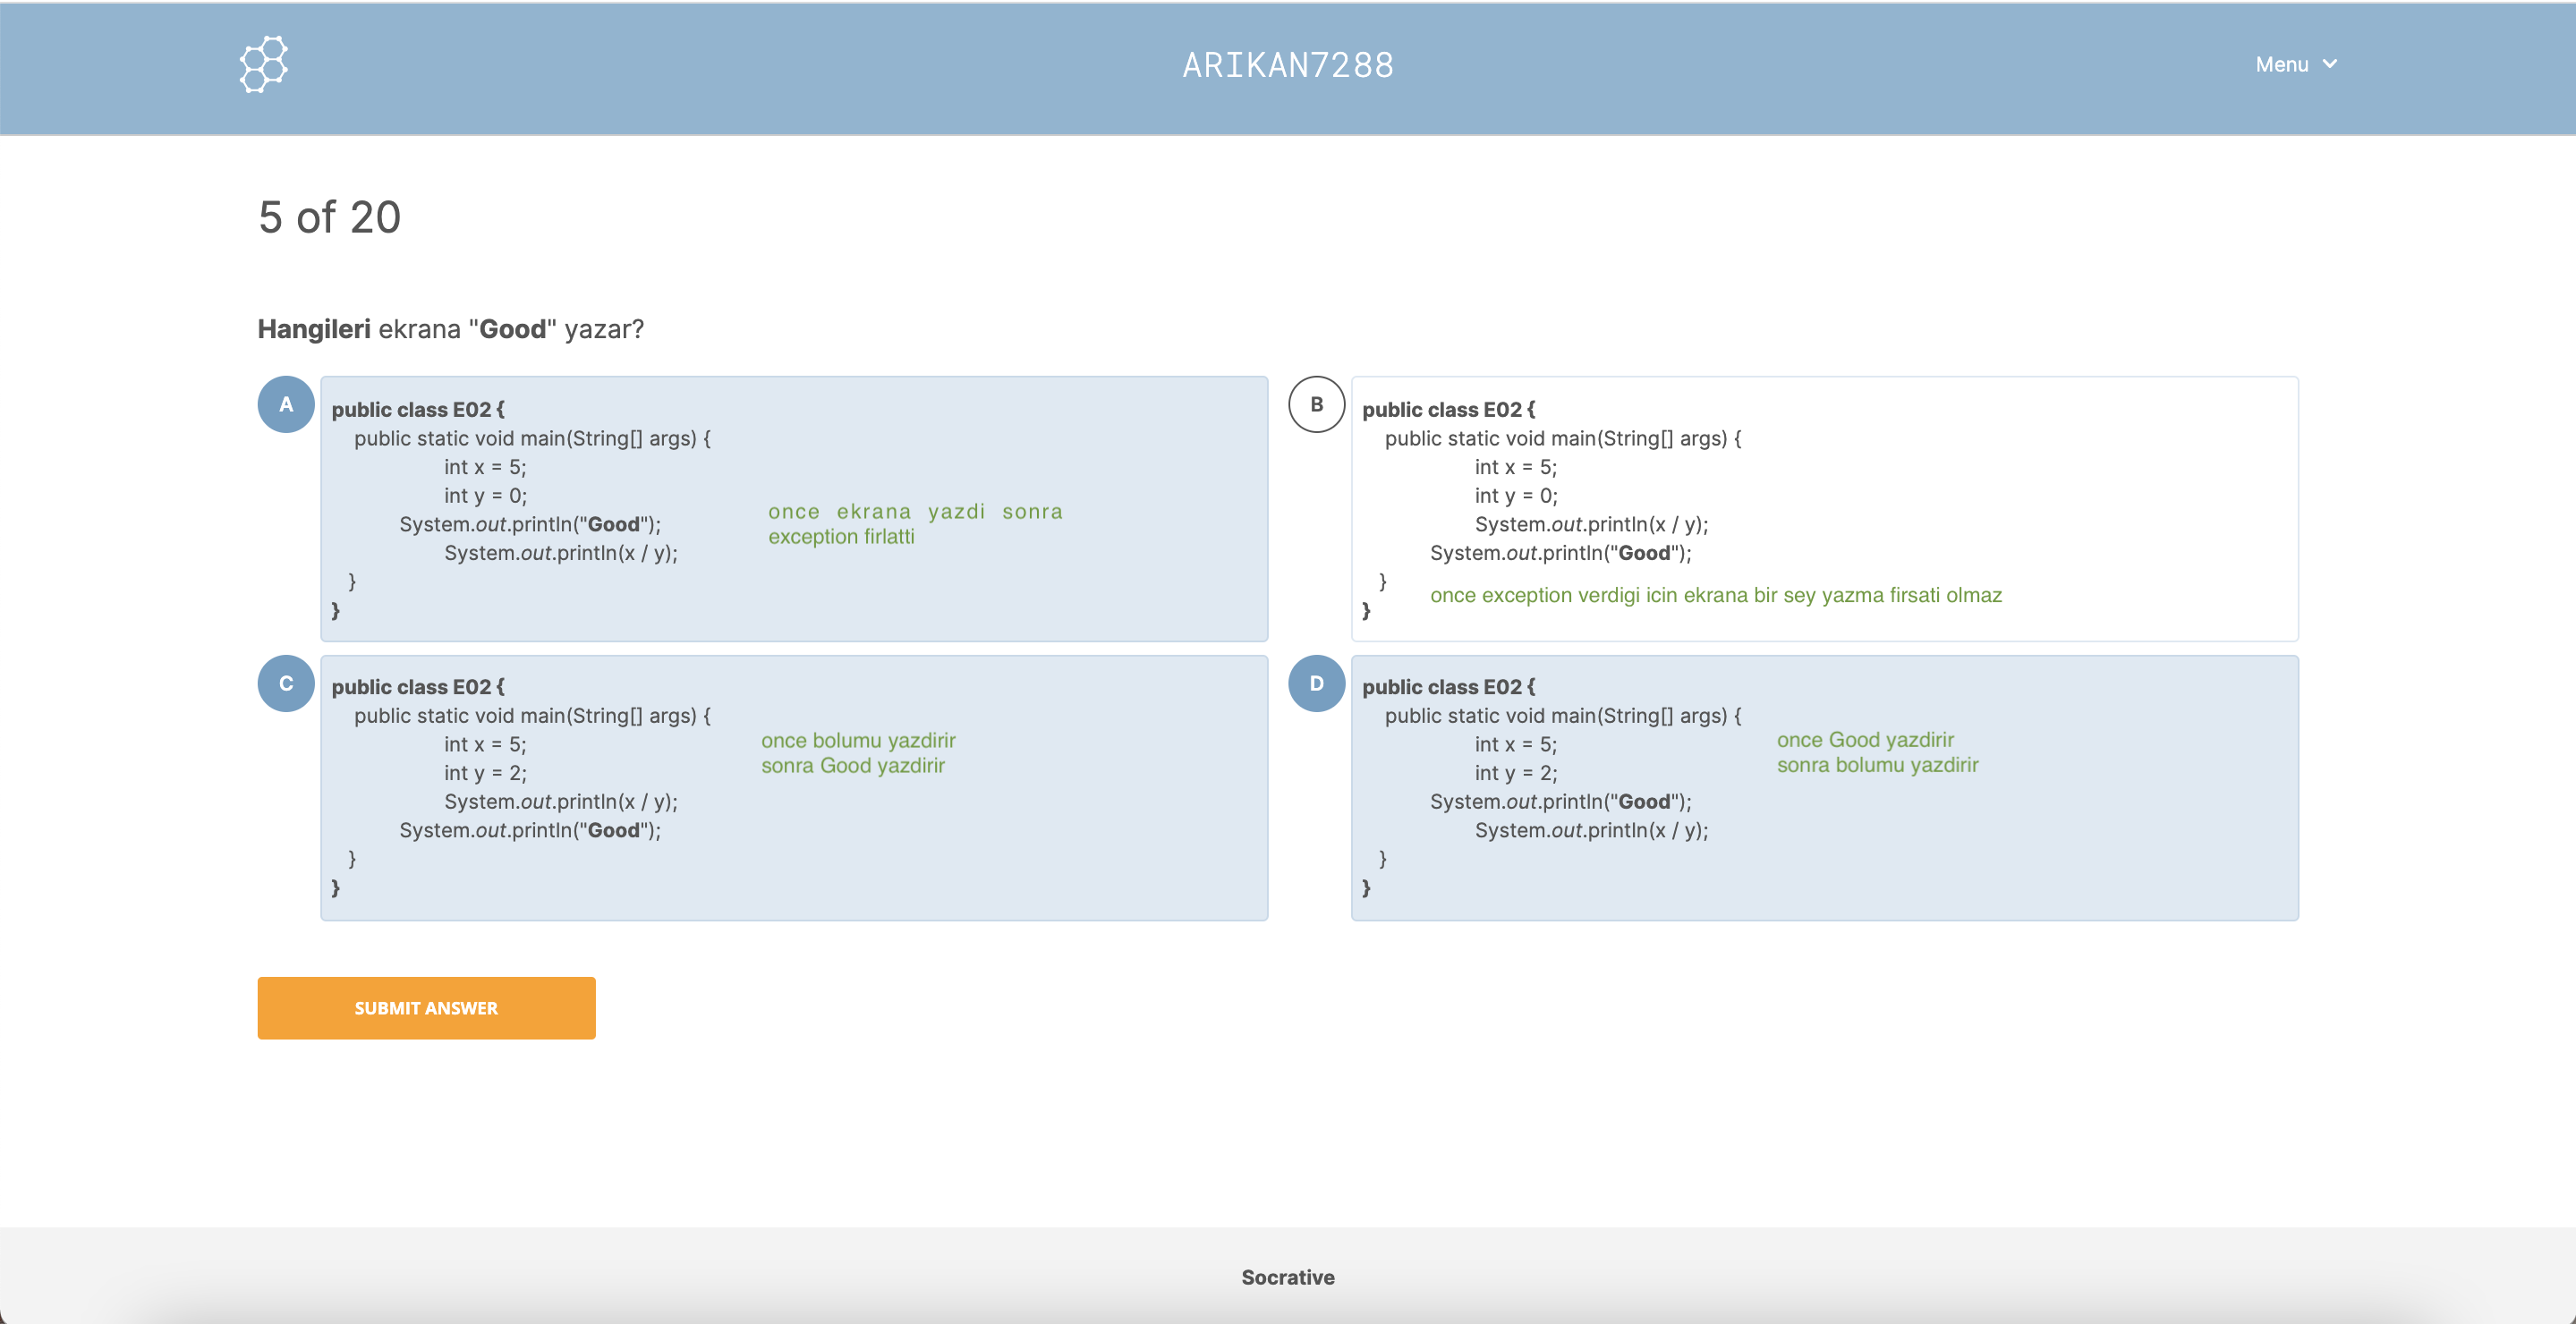 ARIKAN7288
Menu
5 of 20
Hangileri ekrana "Good" yazar?
A
public class E02 {
public static void main(String[] args) {
int x = 5;
int y = 0;
System.out.println("Good");
System.out.println(x / y);
}
}
once ekrana yazdi sonra
exception firlatti
B
public class E02 {
public static void main(String[] args) {
int x = 5;
int y = 0;
System.out.println(x / y);
System.out.println("Good");
}
}
once exception verdigi icin ekrana bir sey yazma firsati olmaz
C
public class E02 {
public static void main(String[] args) {
int x = 5;
int y = 2;
System.out.println(x / y);
System.out.println("Good");
}
}
once bolumu yazdirir
sonra Good yazdirir
D
public class E02 {
public static void main(String[] args) {
int x = 5;
int y = 2;
System.out.println("Good");
System.out.println(x / y);
}
}
once Good yazdirir
sonra bolumu yazdirir
SUBMIT ANSWER
Socrative